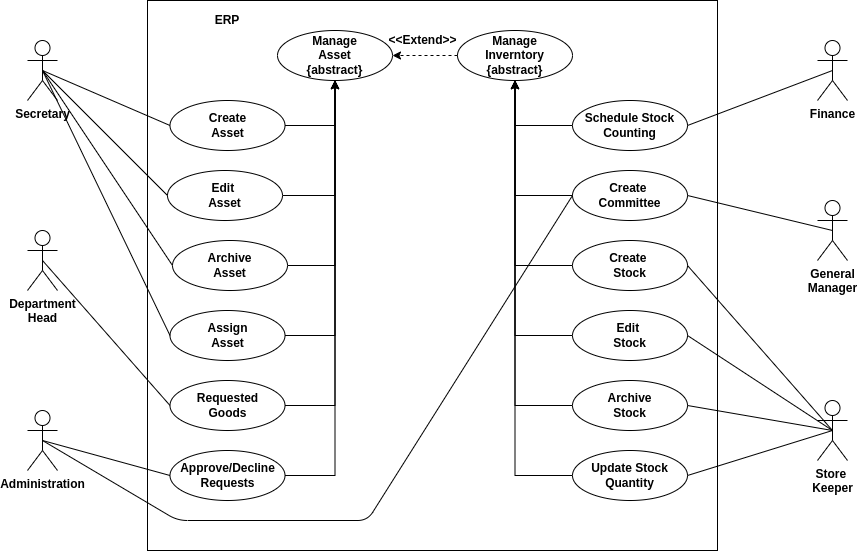 ERP
Manage
Asset
{abstract}
<<Extend>>
Manage
Inverntory
{abstract}
Secretary
Create
Asset
Schedule Stock
Counting
Finance
Edit
Asset
Create
Committee
Archive
Asset
Create
Stock
General
Manager
Department
Head
Assign
Asset
Edit
Stock
Requested
Goods
Archive
Stock
Administration
Approve/Decline
Requests
Update Stock
Quantity
Store
Keeper